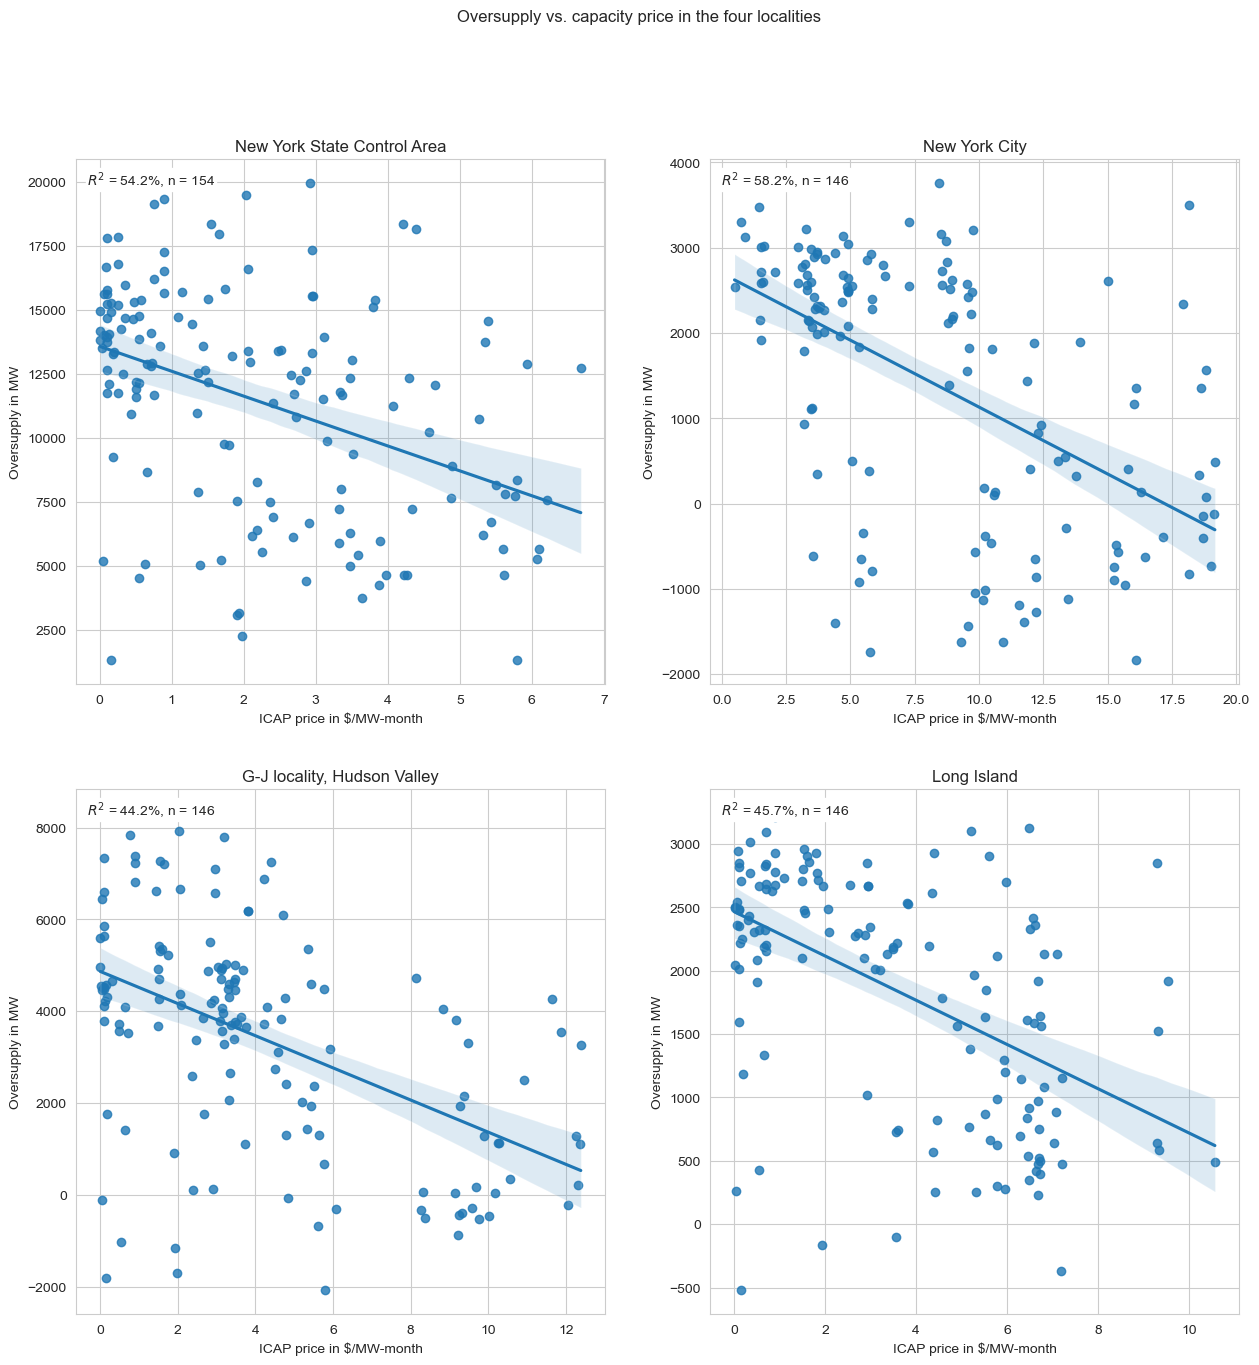 Oversupply vs. capacity price in the four localities
New York State Control Area
R² = 54.2%, n = 154
20000
17500
15000
12500
10000
7500
5000
2500
Oversupply in MW
0 1 2 3 4 5 6 7
ICAP price in $/MW-month
New York City
R² = 58.2%, n = 146
4000
3000
2000
1000
0
−1000
−2000
Oversupply in MW
0.0 2.5 5.0 7.5 10.0 12.5 15.0 17.5 20.0
ICAP price in $/MW-month
G-J locality, Hudson Valley
R² = 44.2%, n = 146
8000
6000
4000
2000
0
−2000
Oversupply in MW
0 2 4 6 8 10 12
ICAP price in $/MW-month
Long Island
R² = 45.7%, n = 146
3000
2500
2000
1500
1000
500
0
−500
Oversupply in MW
0 2 4 6 8 10
ICAP price in $/MW-month